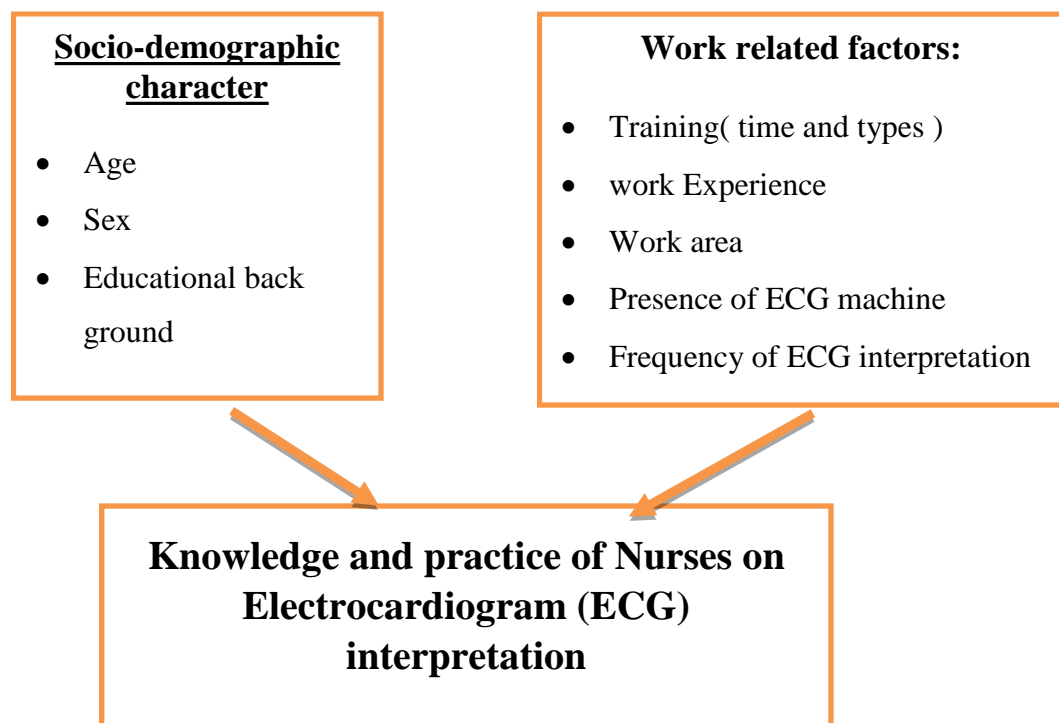 Socio-demographic
character
• Age
• Sex
• Educational back
ground
Work related factors:
• Training( time and types )
• work Experience
• Work area
• Presence of ECG machine
• Frequency of ECG interpretation
Knowledge and practice of Nurses on
Electrocardiogram (ECG)
interpretation